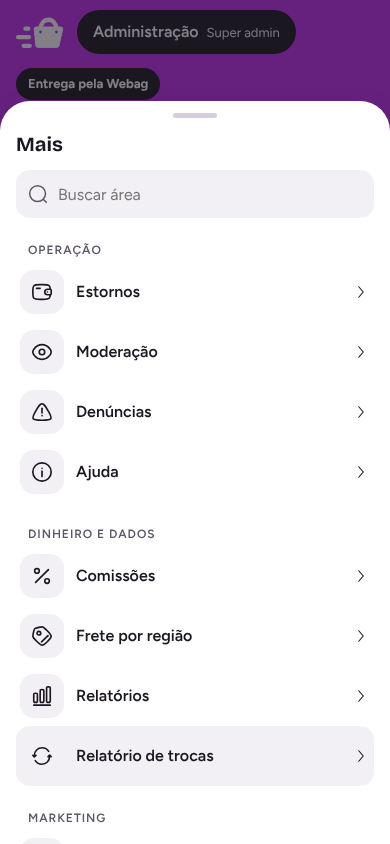 Administração Super admin
Entrega pela Webag
Mais
Buscar área
OPERAÇÃO
Estornos
Moderação
Denúncias
Ajuda
DINHEIRO E DADOS
Comissões
Frete por região
Relatórios
Relatório de trocas
MARKETING